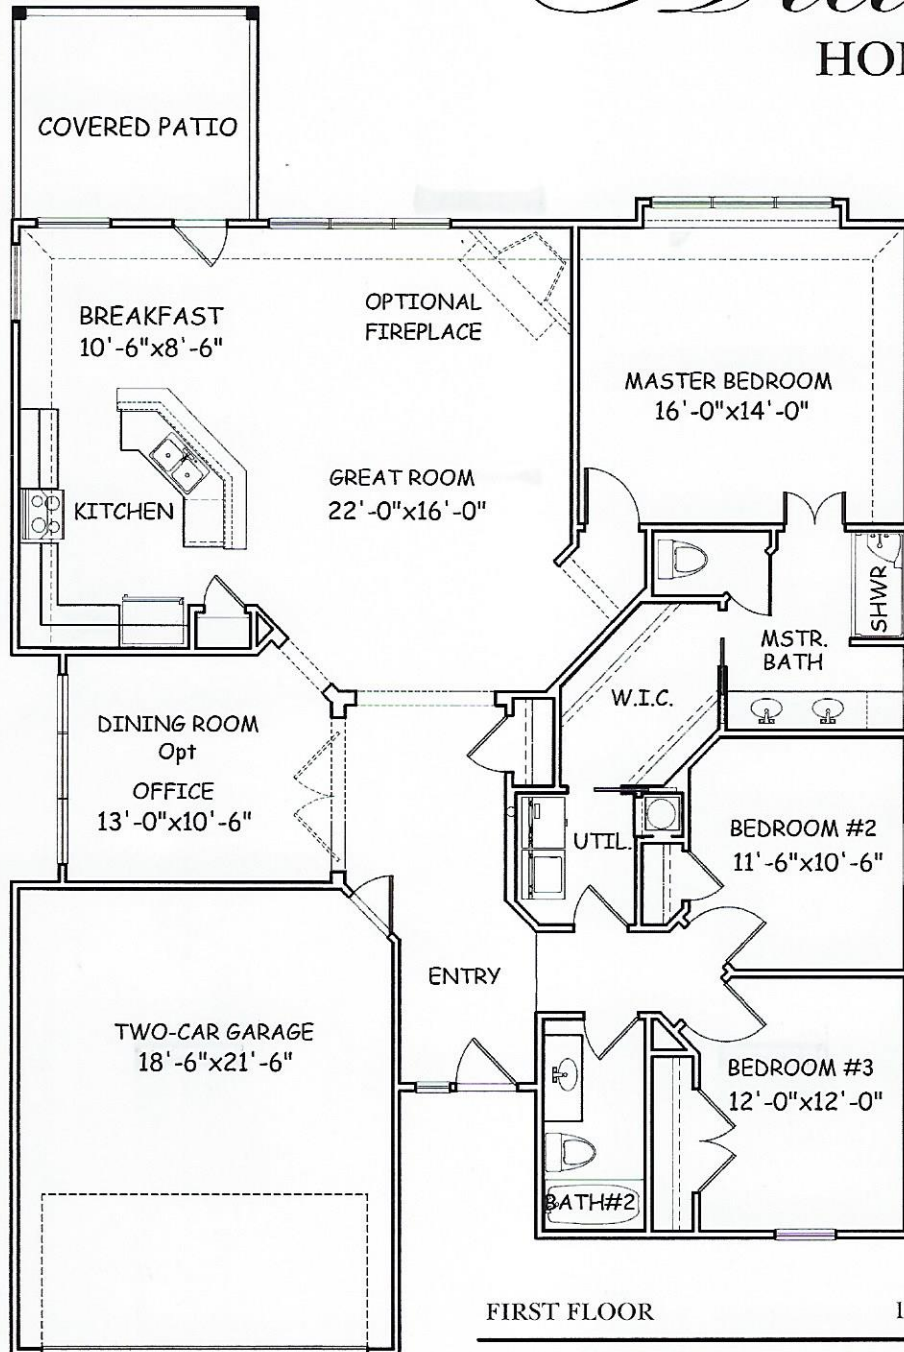 HO
COVERED PATIO
BREAKFAST
10'-6"x8'-6"
OPTIONAL
FIREPLACE
MASTER BEDROOM
16'-0"x14'-0"
GREAT ROOM
22'-0"x16'-0"
KITCHEN
SHWR
MSTR.
BATH
W.I.C.
DINING ROOM
Opt
OFFICE
13'-0"x10'-6"
UTIL.
BEDROOM #2
11'-6"x10'-6"
ENTRY
TWO-CAR GARAGE
18'-6"x21'-6"
BEDROOM #3
12'-0"x12'-0"
BATH#2
FIRST FLOOR
1